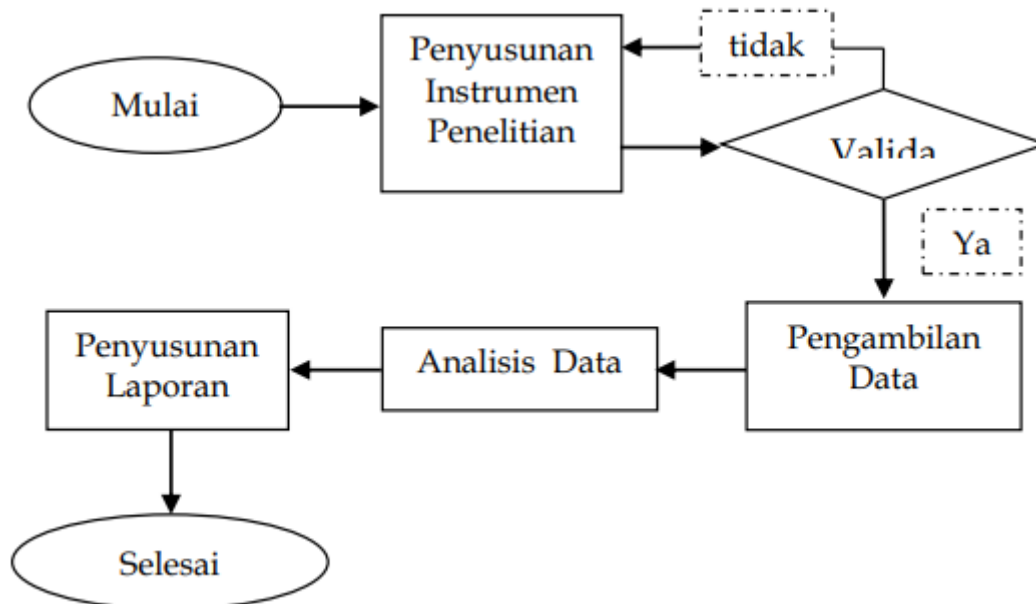 Mulai
Penyusunan
Instrumen
Penelitian
tidak
Valida
Ya
Pengambilan
Data
Analisis Data
Penyusunan
Laporan
Selesai